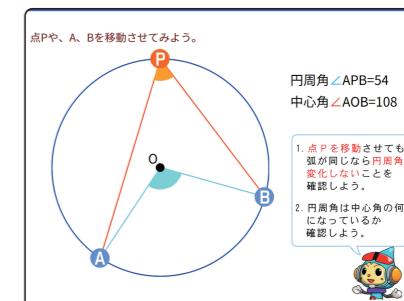 点Pや、A、Bを移動させてみよう。
P
円周角∠APB=54
中心角∠AOB=108
O
B
A
1. 点Ｐを移動させても
弧が同じなら円周角
変化しないことを
確認しよう。
2. 円周角は中心角の何
になっているか
確認しよう。